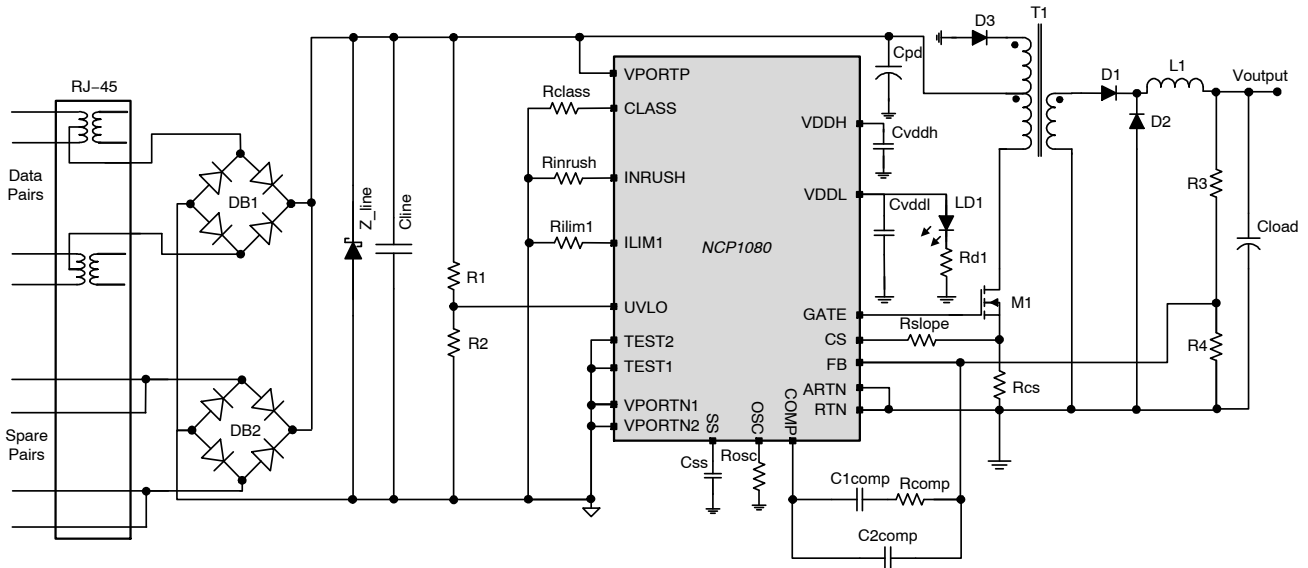 D3
T1
Cpd
RJ–45
VPORTP
Rclass
CLASS
D1
L1
Voutput
VDDH
Cvddh
D2
Data
Pairs
DB1
Z_line
Cline
Rinrush
INRUSH
VDDL
Cvddl
LD1
R3
Rilim1
ILIM1
NCP1080
Rd1
Cload
R1
UVLO
GATE
M1
R2
TEST2
CS
Rslope
TEST1
FB
R4
VPORTN1
ARTN
Rcs
VPORTN2
RTN
Spare
Pairs
DB2
SS
OSC
COMP
Css
Rosc
C1comp
Rcomp
C2comp